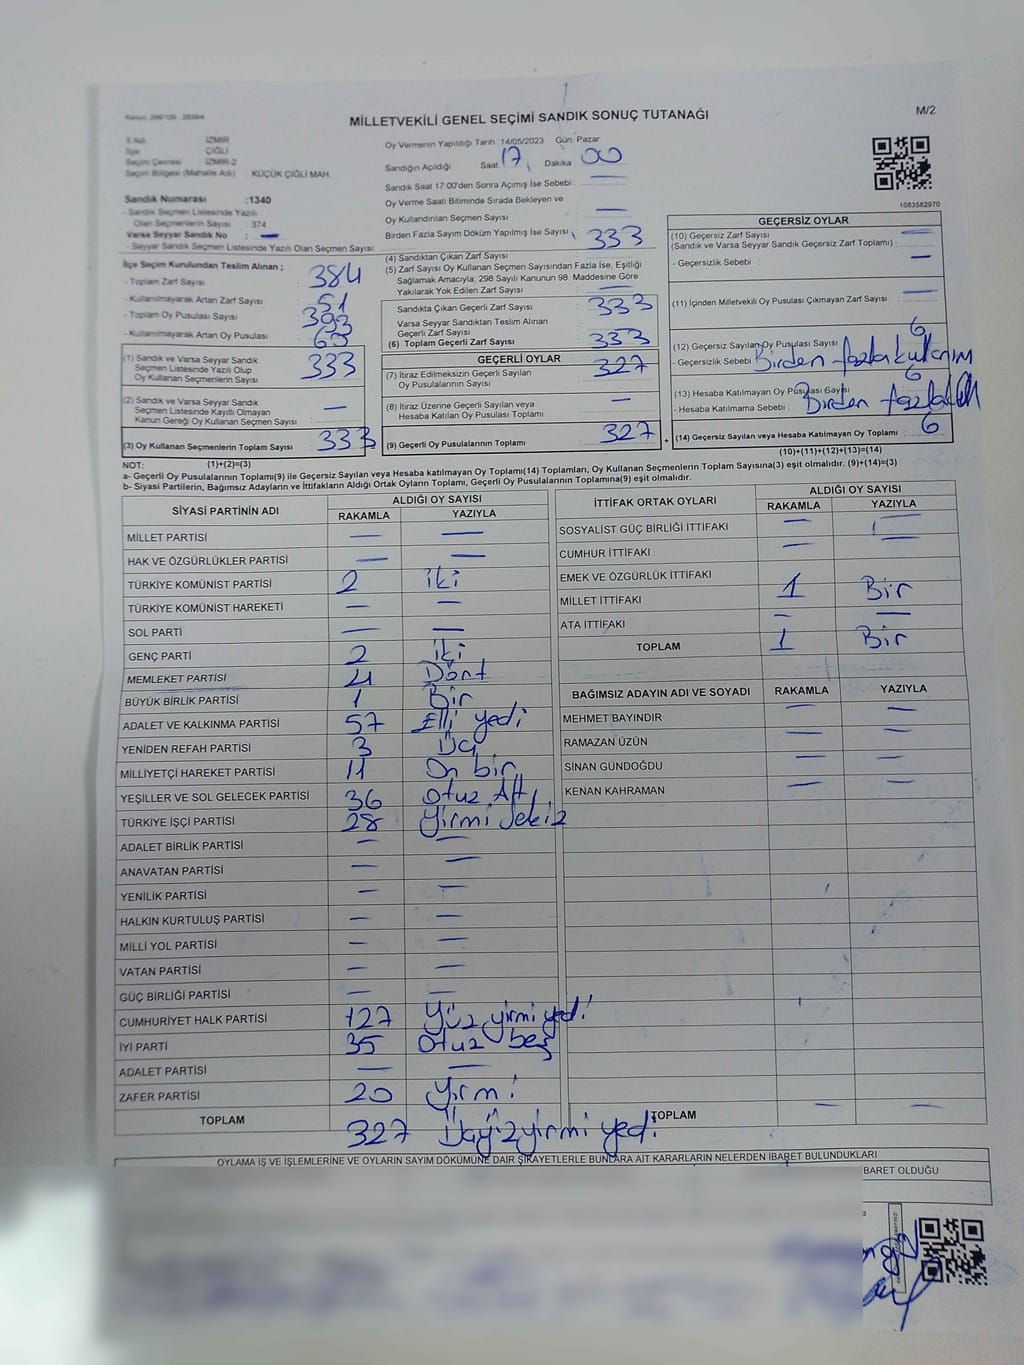 MİLLETVEKİLİ GENEL SEÇİMİ SANDIK SONUÇ TUTANAĞI
M/2
İZMİR
ÇİĞLİ
Seçim Çevresi İZMİR-2
Seçim Bölgesi (Mahalle Adı) KÜÇÜK ÇİĞLİ MAH.
Sandık Numarası : 1340
- Sandık Seçmen Listesinde Yazılı
Olan Seçmenlerin Sayısı : 374
Varsa Seyyar Sandık No : —
- Seyyar Sandık Seçmen Listesinde Yazılı Olan Seçmen Sayısı:
Oy Vermenin Yapıldığı Tarih 14/05/2023 Gün Pazar
Sandığın Açıldığı Saat 17 Dakika 00
Sandık Saat 17:00'den Sonra Açımış İse Sebebi : —
Oy Verme Saati Bitiminde Sırada Bekleyen ve
Oy Kullandırılan Seçmen Sayısı —
Birden Fazla Sayım Döküm Yapılmış İse Sayısı
1083582970
İlçe Seçim Kurulundan Teslim Alınan ;
- Toplam Zarf Sayısı : 384
- Kullanılmayarak Artan Zarf Sayısı : 51
- Toplam Oy Pusulası Sayısı : 393
- Kullanılmayarak Artan Oy Pusulası
(1) Sandık ve Varsa Seyyar Sandık
Seçmen Listesinde Yazılı Olup
Oy Kullanan Seçmenlerin Sayısı 333
(2) Sandık ve Varsa Seyyar Sandık
Seçmen Listesinde Kayıtlı Olmayan
Kanun Gereği Oy Kullanan Seçmen Sayısı —
(3) Oy Kullanan Seçmenlerin Toplam Sayısı 333
(4) Sandıktan Çıkan Zarf Sayısı 333
(5) Zarf Sayısı Oy Kullanan Seçmen Sayısından Fazla İse, Eşitliği
Sağlamak Amacıyla; 298 Sayılı Kanunun 98. Maddesine Göre
Yakılarak Yok Edilen Zarf Sayısı : —
Sandıkta Çıkan Geçerli Zarf Sayısı : 333
Varsa Seyyar Sandıktan Teslim Alınan
Geçerli Zarf Sayısı : —
(6) Toplam Geçerli Zarf Sayısı : 333
GEÇERLİ OYLAR
(7) İtiraz Edilmeksizin Geçerli Sayılan
Oy Pusulalarının Sayısı 327
(8) İtiraz Üzerine Geçerli Sayılan veya
Hesaba Katılan Oy Pusulası Toplamı —
(9) Geçerli Oy Pusulalarının Toplamı 327
GEÇERSİZ OYLAR
(10) Geçersiz Zarf Sayısı —
(Sandık ve Varsa Seyyar Sandık Geçersiz Zarf Toplamı) :
- Geçersizlik Sebebi : —
(11) İçinden Milletvekili Oy Pusulası Çıkmayan Zarf Sayısı : —
(12) Geçersiz Sayılan Oy Pusulası Sayısı 6
- Geçersizlik Sebebi : Birden fazla kullanım
(13) Hesaba Katılmayan Oy Pusulası Sayısı 6
- Hesaba Katılmama Sebebi : Birden fazla
+ (14) Geçersiz Sayılan veya Hesaba Katılmayan Oy Toplamı : 6
NOT: (1)+(2)=(3)
(10)+(11)+(12)+(13)=(14)
a- Geçerli Oy Pusulalarının Toplamı(9) ile Geçersiz Sayılan veya Hesaba katılmayan Oy Toplamı(14) Toplamları, Oy Kullanan Seçmenlerin Toplam Sayısına(3) eşit olmalıdır. (9)+(14)=(3)
b- Siyasi Partilerin, Bağımsız Adayların ve İttifakların Aldığı Ortak Oyların Toplamı, Geçerli Oy Pusulalarının Toplamına(9) eşit olmalıdır.
SİYASİ PARTİNİN ADI ALDIĞI OY SAYISI
RAKAMLA YAZIYLA
MİLLET PARTİSİ — —
HAK VE ÖZGÜRLÜKLER PARTİSİ — —
TÜRKİYE KOMÜNİST PARTİSİ 2 iki
TÜRKİYE KOMÜNİST HAREKETİ — —
SOL PARTİ — —
GENÇ PARTİ 2 iki
MEMLEKET PARTİSİ 4 Dört
BÜYÜK BİRLİK PARTİSİ 1 Bir
ADALET VE KALKINMA PARTİSİ 57 Elli yedi
YENİDEN REFAH PARTİSİ 3 Üç
MİLLİYETÇİ HAREKET PARTİSİ 11 On bir
YEŞİLLER VE SOL GELECEK PARTİSİ 36 Otuz Altı
TÜRKİYE İŞÇİ PARTİSİ 28 Yirmi sekiz
ADALET BİRLİK PARTİSİ — —
ANAVATAN PARTİSİ — —
YENİLİK PARTİSİ — —
HALKIN KURTULUŞ PARTİSİ — —
MİLLİ YOL PARTİSİ — —
VATAN PARTİSİ — —
GÜÇ BİRLİĞİ PARTİSİ — —
CUMHURİYET HALK PARTİSİ 127 Yüz yirmi yedi
İYİ PARTİ 35 Otuz beş
ADALET PARTİSİ — —
ZAFER PARTİSİ 20 Yirmi
TOPLAM 327 Üçyüzyirmi yedi
İTTİFAK ORTAK OYLARI ALDIĞI OY SAYISI
RAKAMLA YAZIYLA
SOSYALİST GÜÇ BİRLİĞİ İTTİFAKI — —
CUMHUR İTTİFAKI — —
EMEK VE ÖZGÜRLÜK İTTİFAKI
MİLLET İTTİFAKI 1 Bir
ATA İTTİFAKI — —
TOPLAM 1 Bir
BAĞIMSIZ ADAYIN ADI VE SOYADI RAKAMLA YAZIYLA
MEHMET BAYINDIR — —
RAMAZAN ÜZÜN — —
SİNAN GÜNDOĞDU — —
KENAN KAHRAMAN — —
TOPLAM — —
OYLAMA İŞ VE İŞLEMLERİNE VE OYLARIN SAYIM DÖKÜMÜNE DAİR ŞİKAYETLERLE BUNLARA AİT KARARLARIN NELERDEN İBARET BULUNDUKLARI
BARET OLDUĞU